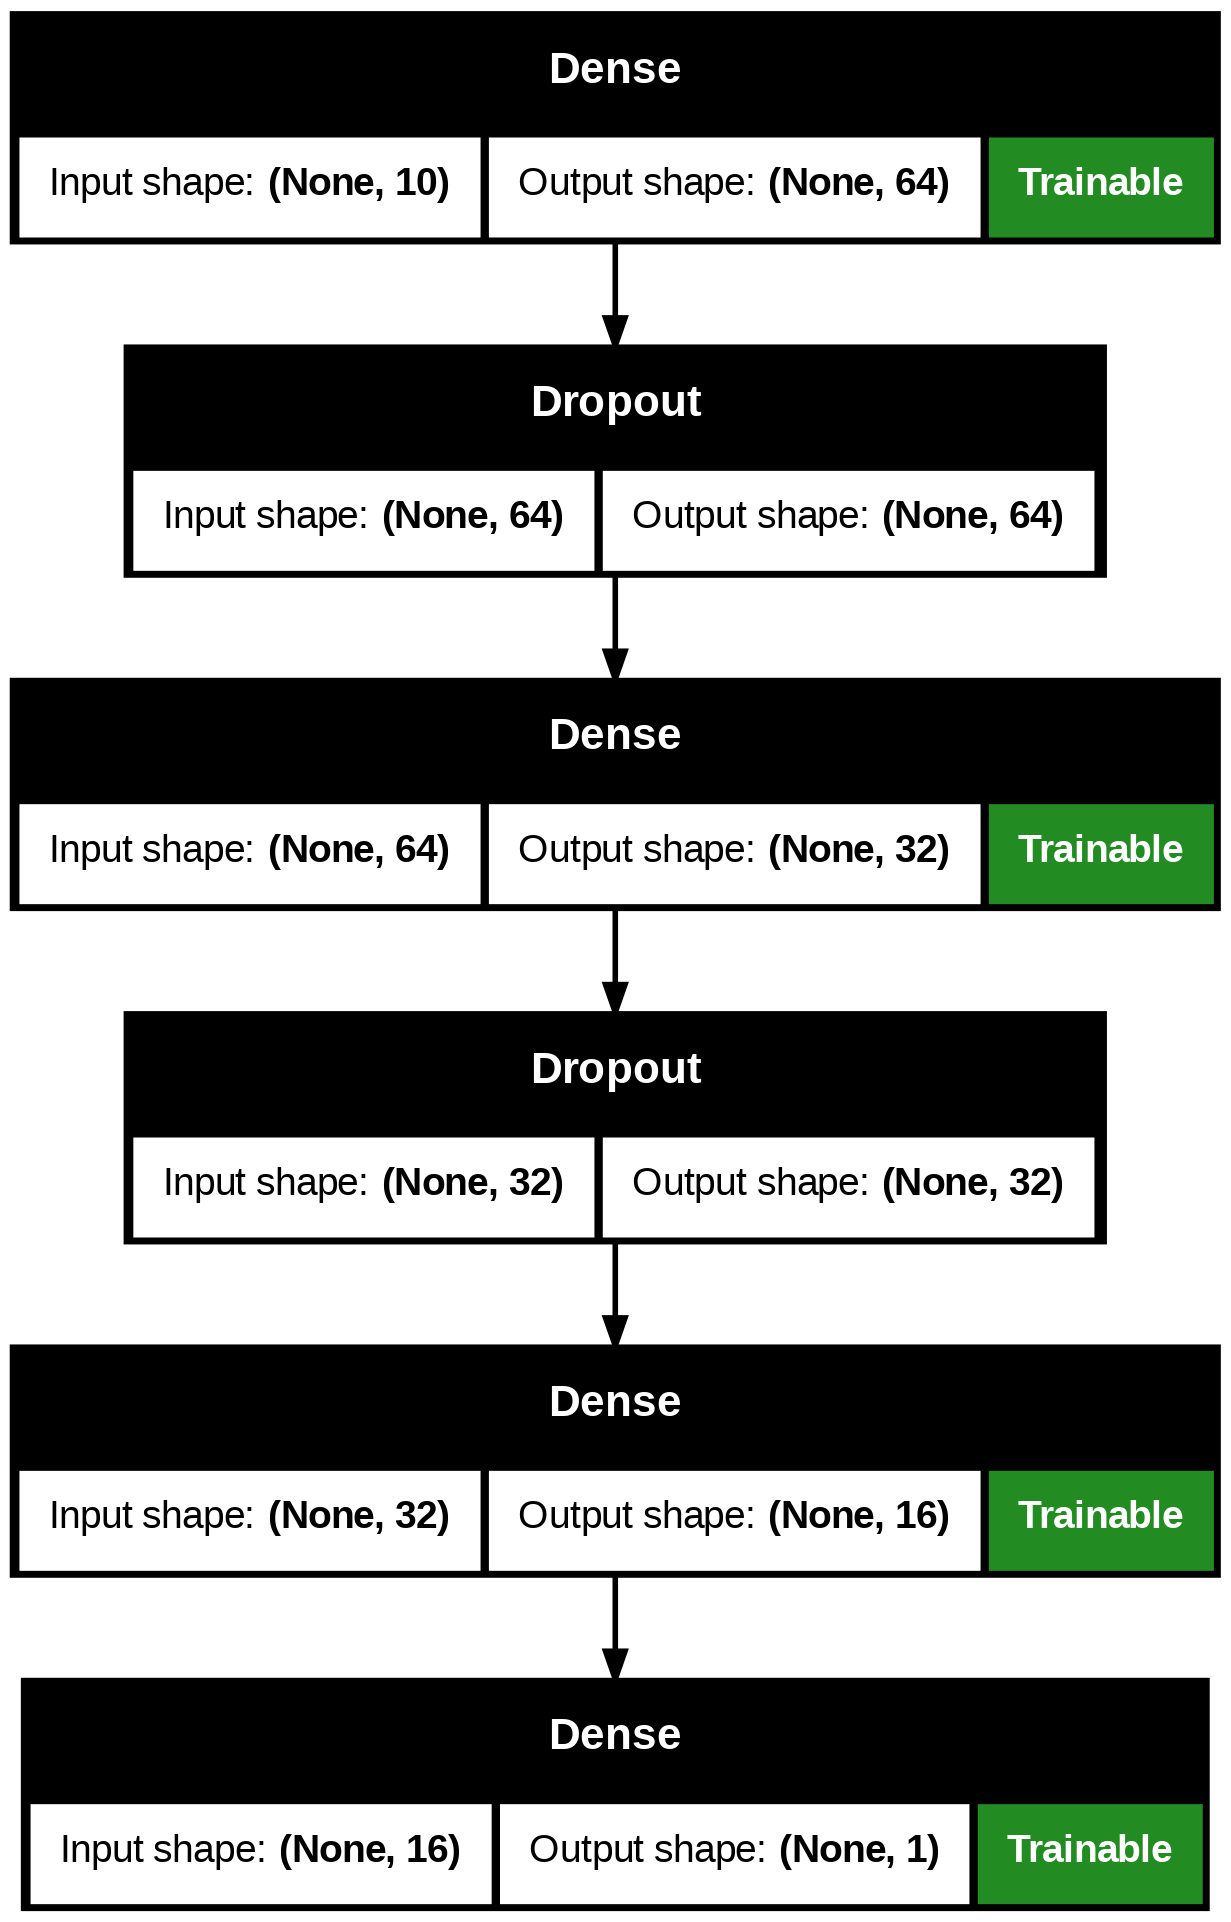 Dense
Input shape: (None, 10) Output shape: (None, 64) Trainable
Dropout
Input shape: (None, 64) Output shape: (None, 64)
Dense
Input shape: (None, 64) Output shape: (None, 32) Trainable
Dropout
Input shape: (None, 32) Output shape: (None, 32)
Dense
Input shape: (None, 32) Output shape: (None, 16) Trainable
Dense
Input shape: (None, 16) Output shape: (None, 1) Trainable